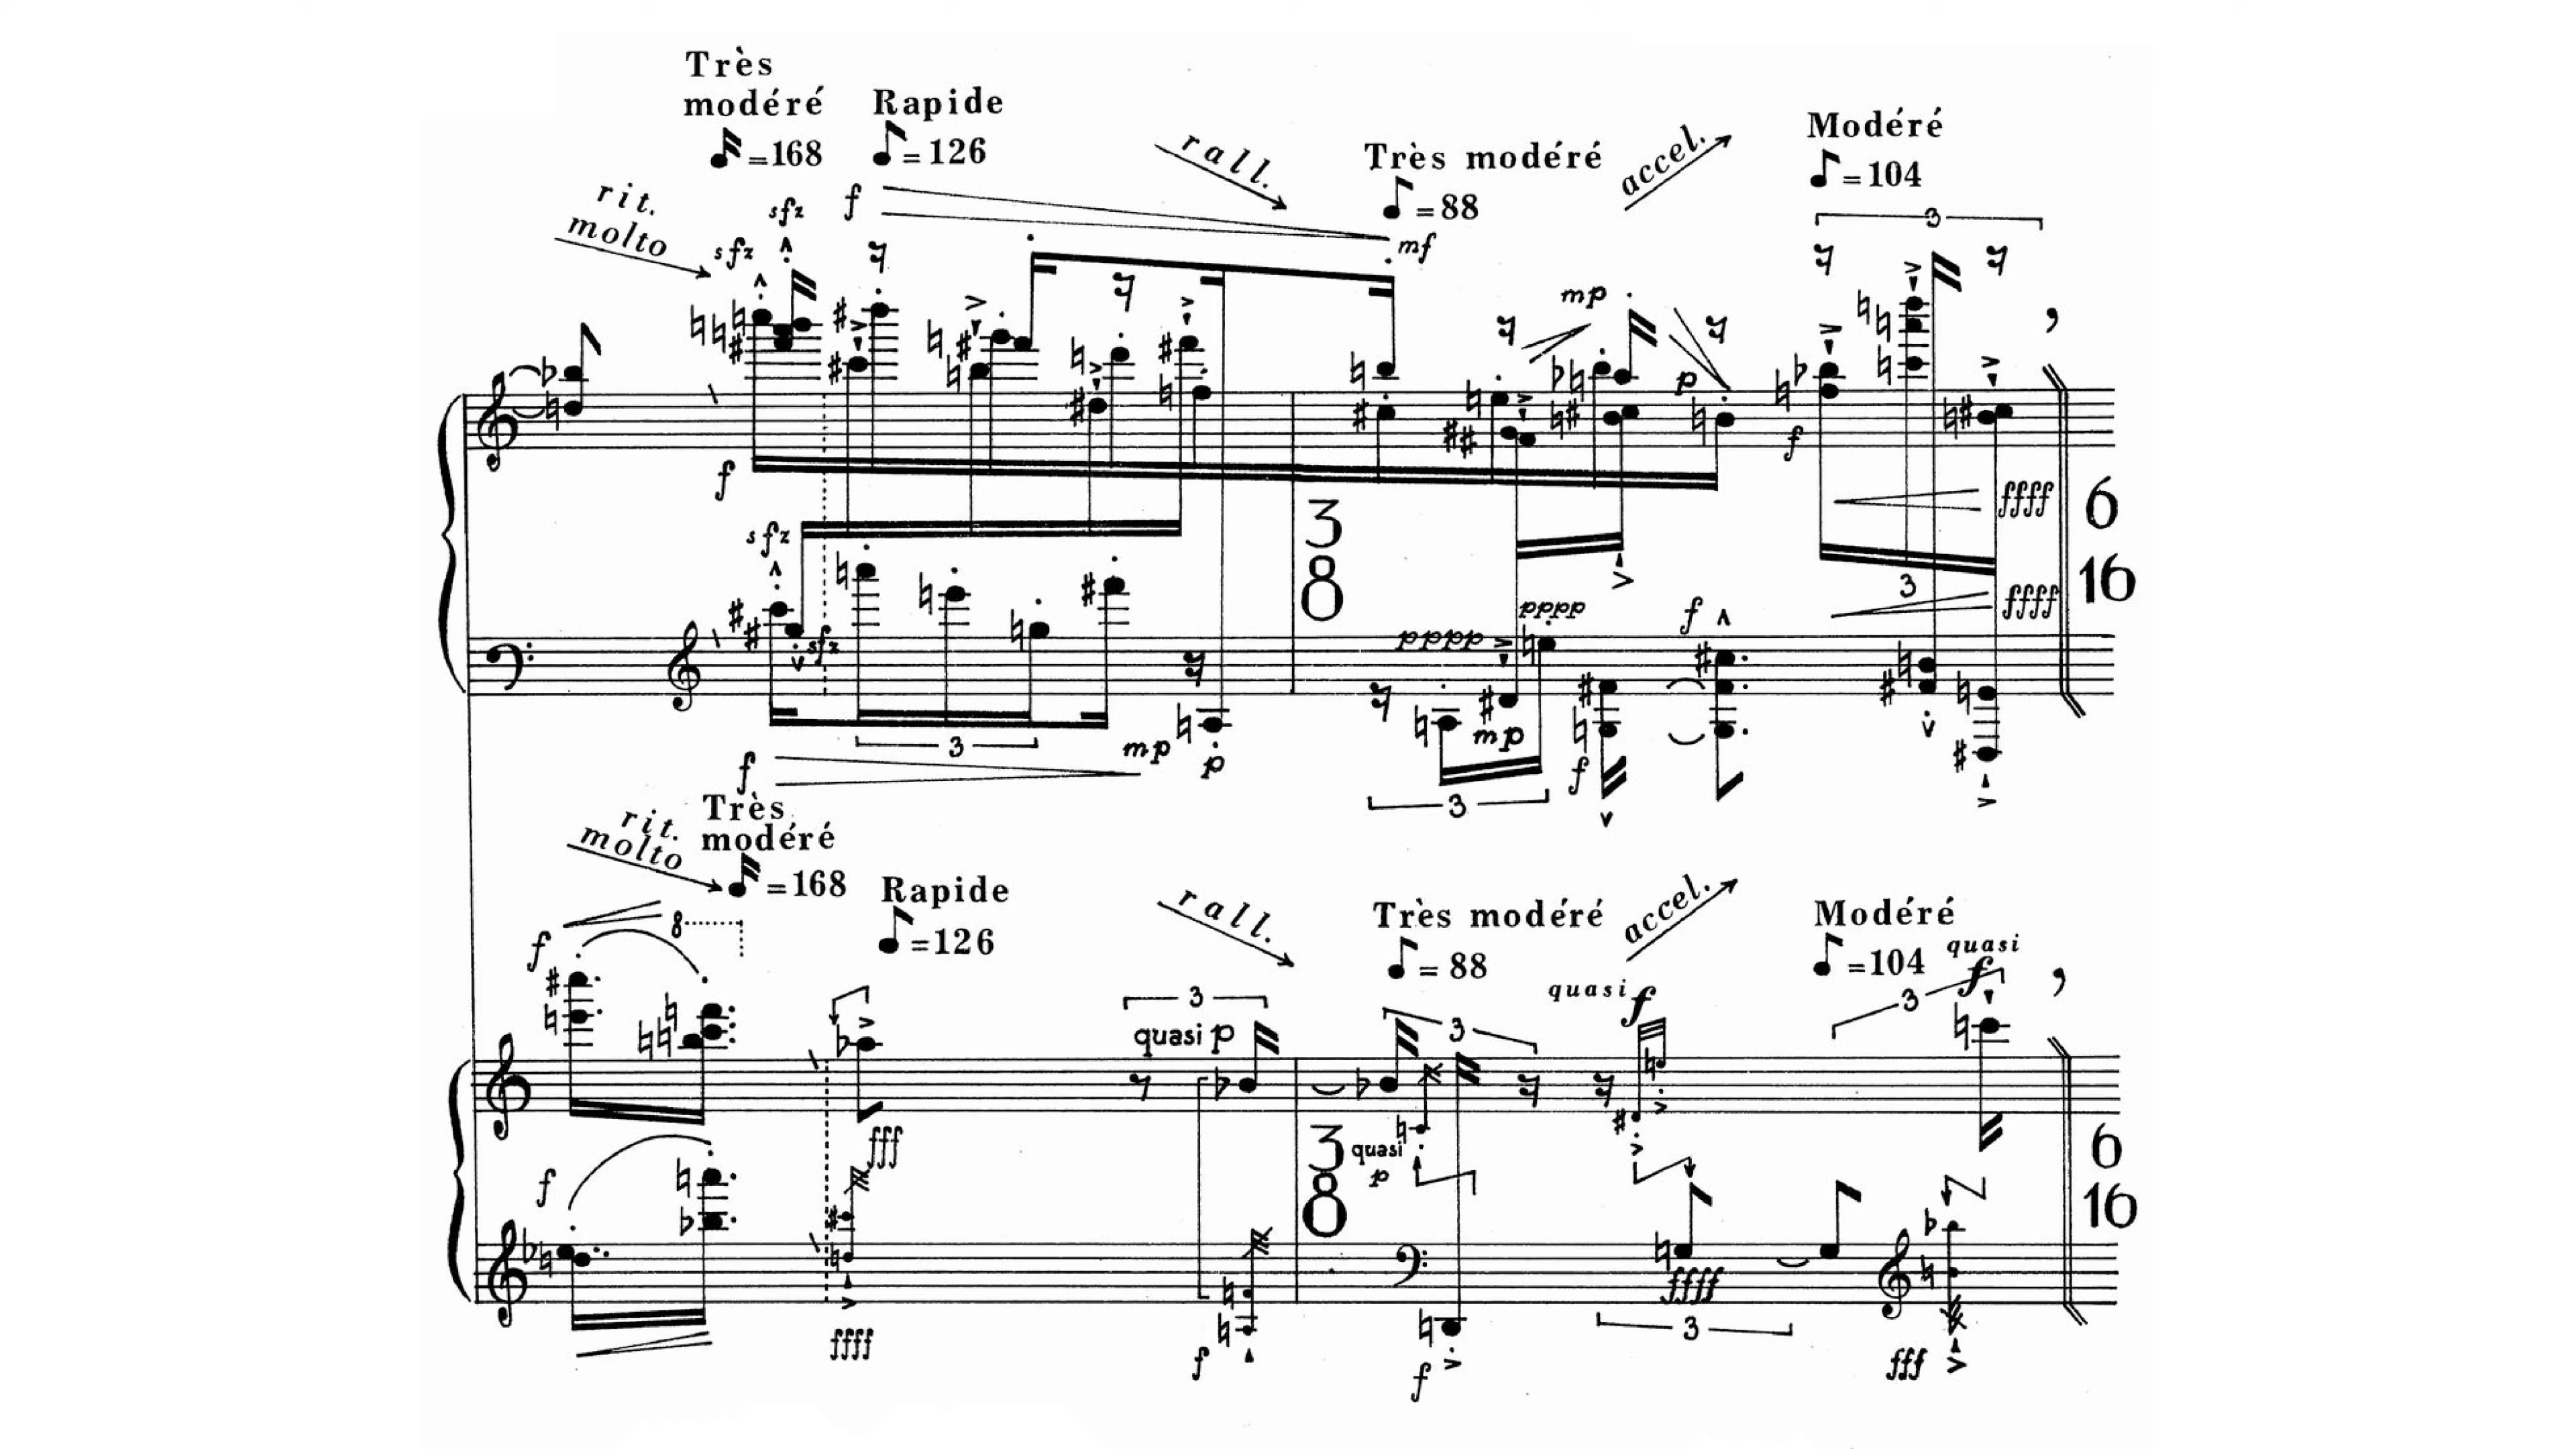 Très
modéré Rapide
=168 =126
rall.
Très modéré
=88
accel.
Modéré
=104
rit.
molto
sfz sfz f
mf
3
mp
p
f
f
sfz
sfz
3
8
ffff 6
3
ffff 16
pppp
pppp
f
3
mp
p
mp
f
f
3
rit.
molto
Très
modéré
=168
Rapide
=126
rall.
Très modéré
=88
accel.
Modéré
=104
f
8
quasi f
quasi f
3
3
3
quasi p
fff
f
3
8
quasi
p
6
16
ffff
3
ffff
f
f
fff